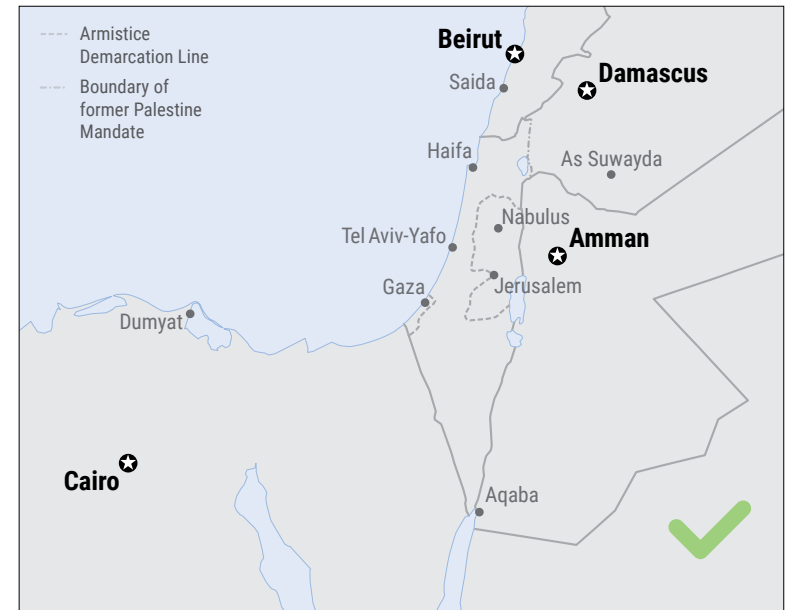 Armistice
Demarcation Line
Boundary of
former Palestine
Mandate
Beirut
Damascus
Saida
Haifa
As Suwayda
Nabulus
Tel Aviv-Yafo
Amman
Gaza
Jerusalem
Dumyat
Cairo
Aqaba